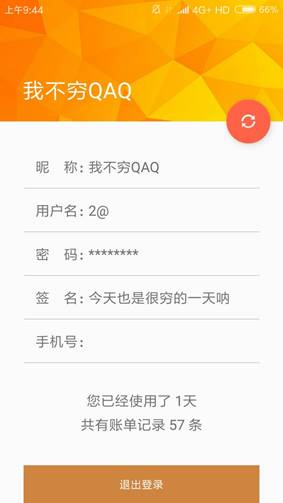 上午9:44 4G+ HD 66%
我不穷QAQ
昵 称: 我不穷QAQ
用户名: 2@
密 码: ********
签 名: 今天也是很穷的一天呐
手机号:
您已经使用了 1天
共有账单记录 57 条
退出登录